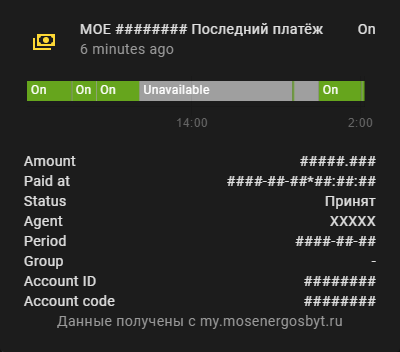 МОЕ ######## Последний платёж On
6 minutes ago
On On On Unavailable On
14:00 2:00
Amount #####.###
Paid at ####-##-##*##:##:##
Status Принят
Agent XXXXX
Period ####-##-##
Group -
Account ID ########
Account code ########
Данные получены с my.mosenergosbyt.ru